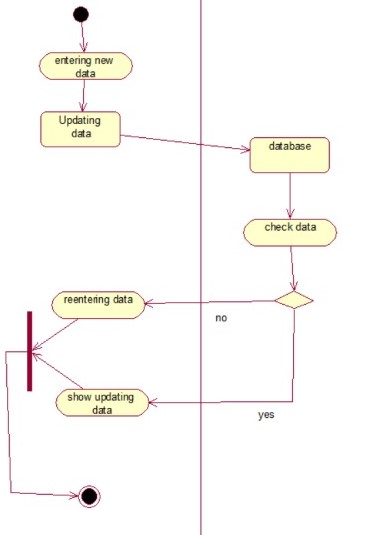 entering new
data
Updating
data
database
check data
reentering data
no
show updating
data
yes